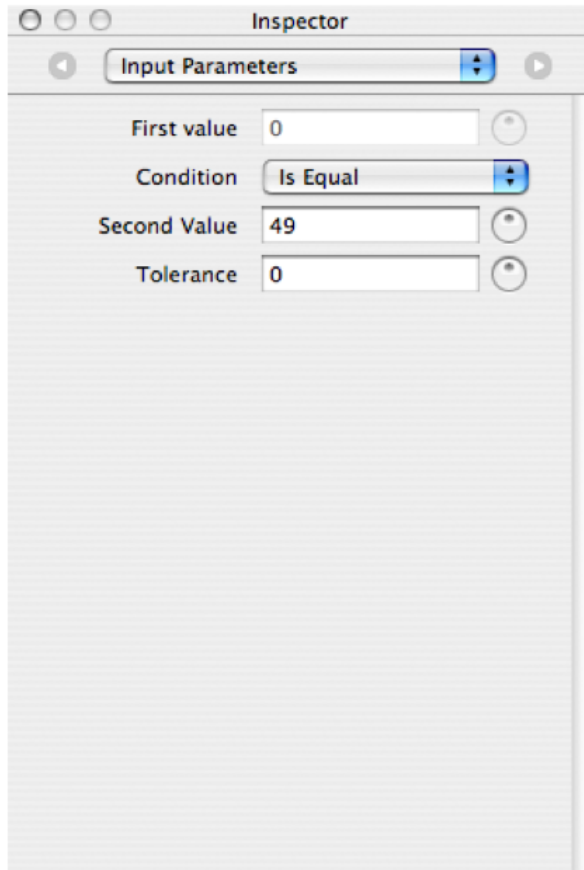 Inspector
Input Parameters
First value 0
Condition Is Equal
Second Value 49
Tolerance 0